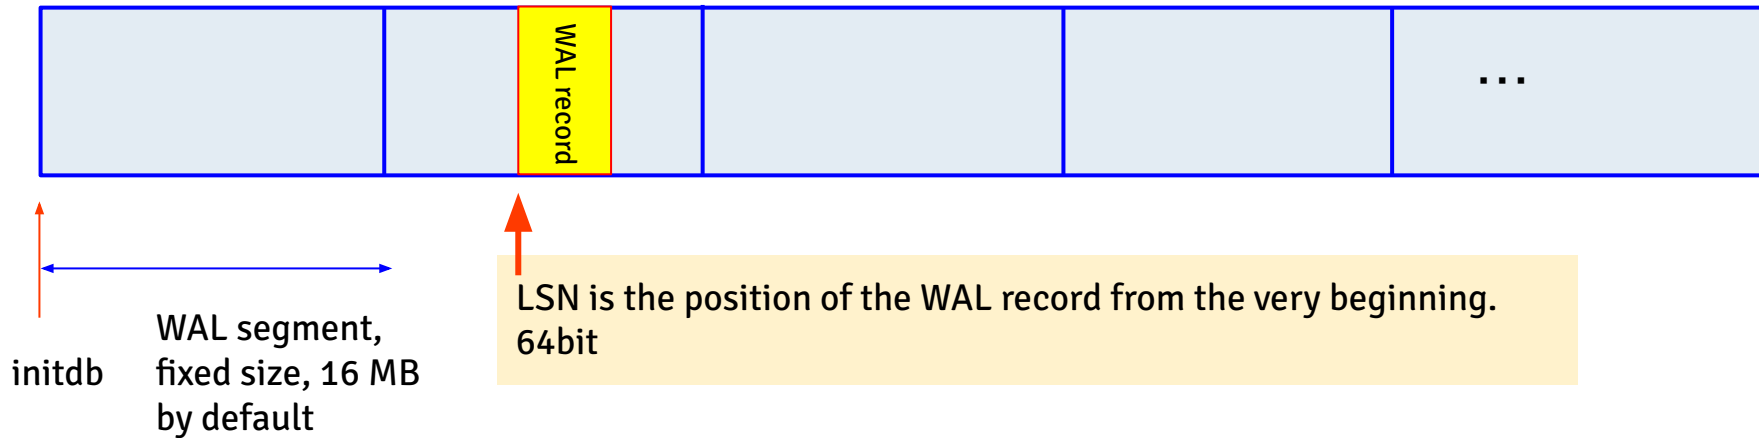 WAL record
...
LSN is the position of the WAL record from the very beginning.
64bit
initdb
WAL segment,
fixed size, 16 MB
by default